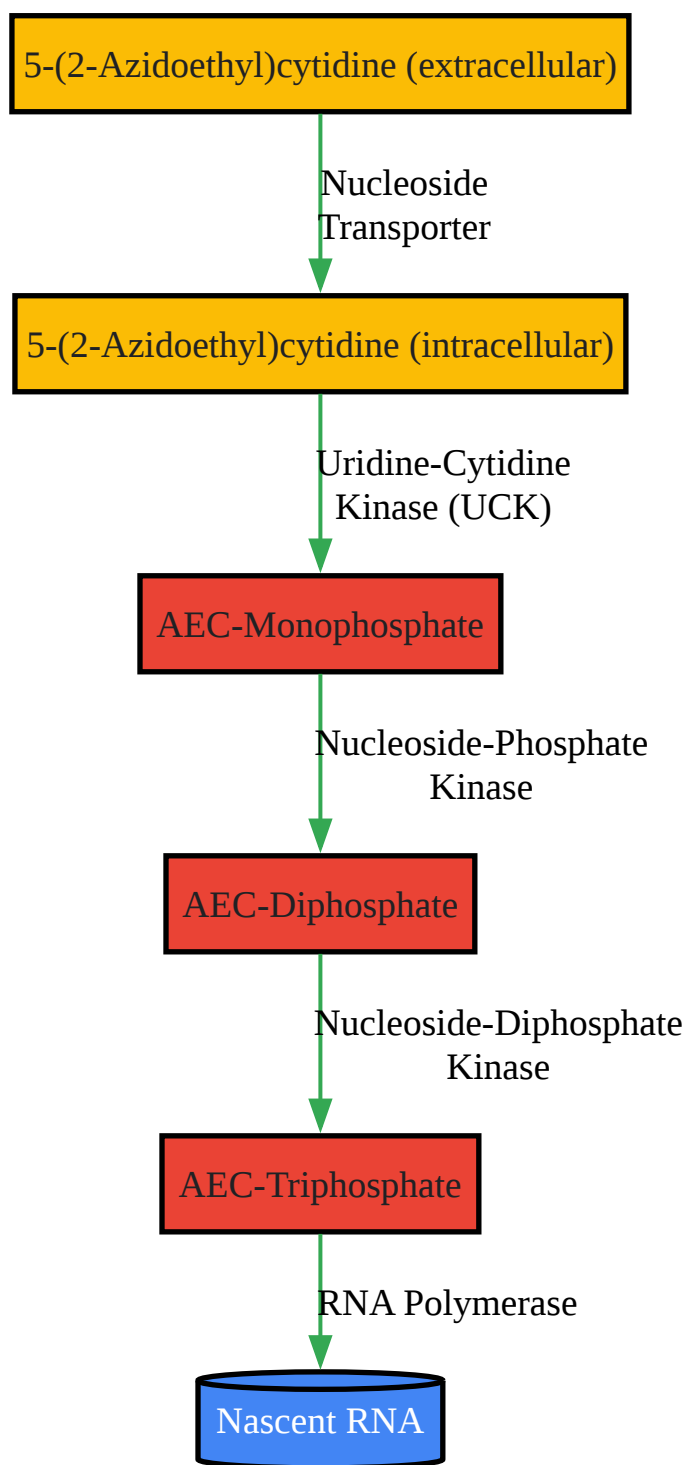 5-(2-Azidoethyl)cytidine (extracellular)
Nucleoside
Transporter
5-(2-Azidoethyl)cytidine (intracellular)
Uridine-Cytidine
Kinase (UCK)
AEC-Monophosphate
Nucleoside-Phosphate
Kinase
AEC-Diphosphate
Nucleoside-Diphosphate
Kinase
AEC-Triphosphate
RNA Polymerase
Nascent RNA